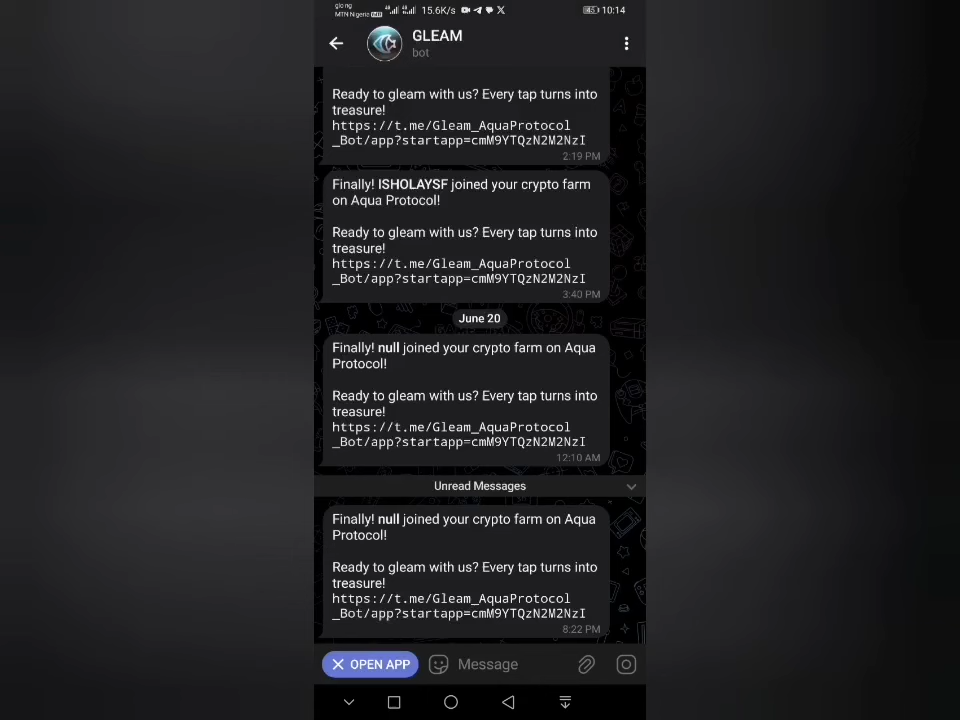 glo ng
MTN Nigeria
15.6K/s
10:14
GLEAM
bot
Ready to gleam with us? Every tap turns into
treasure!
https://t.me/Gleam_AquaProtocol
_Bot/app?startapp=cmM9YTQzN2M2NzI
2:19 PM
Finally! ISHOLAYSF joined your crypto farm
on Aqua Protocol!
Ready to gleam with us? Every tap turns into
treasure!
https://t.me/Gleam_AquaProtocol
_Bot/app?startapp=cmM9YTQzN2M2NzI
3:40 PM
June 20
Finally! null joined your crypto farm on Aqua
Protocol!
Ready to gleam with us? Every tap turns into
treasure!
https://t.me/Gleam_AquaProtocol
_Bot/app?startapp=cmM9YTQzN2M2NzI
12:10 AM
Unread Messages
Finally! null joined your crypto farm on Aqua
Protocol!
Ready to gleam with us? Every tap turns into
treasure!
https://t.me/Gleam_AquaProtocol
_Bot/app?startapp=cmM9YTQzN2M2NzI
8:22 PM
OPEN APP
Message